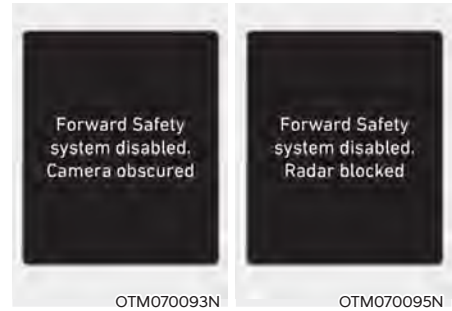 Forward Safety
system disabled.
Camera obscured
OTM070093N
Forward Safety
system disabled.
Radar blocked
OTM070095N